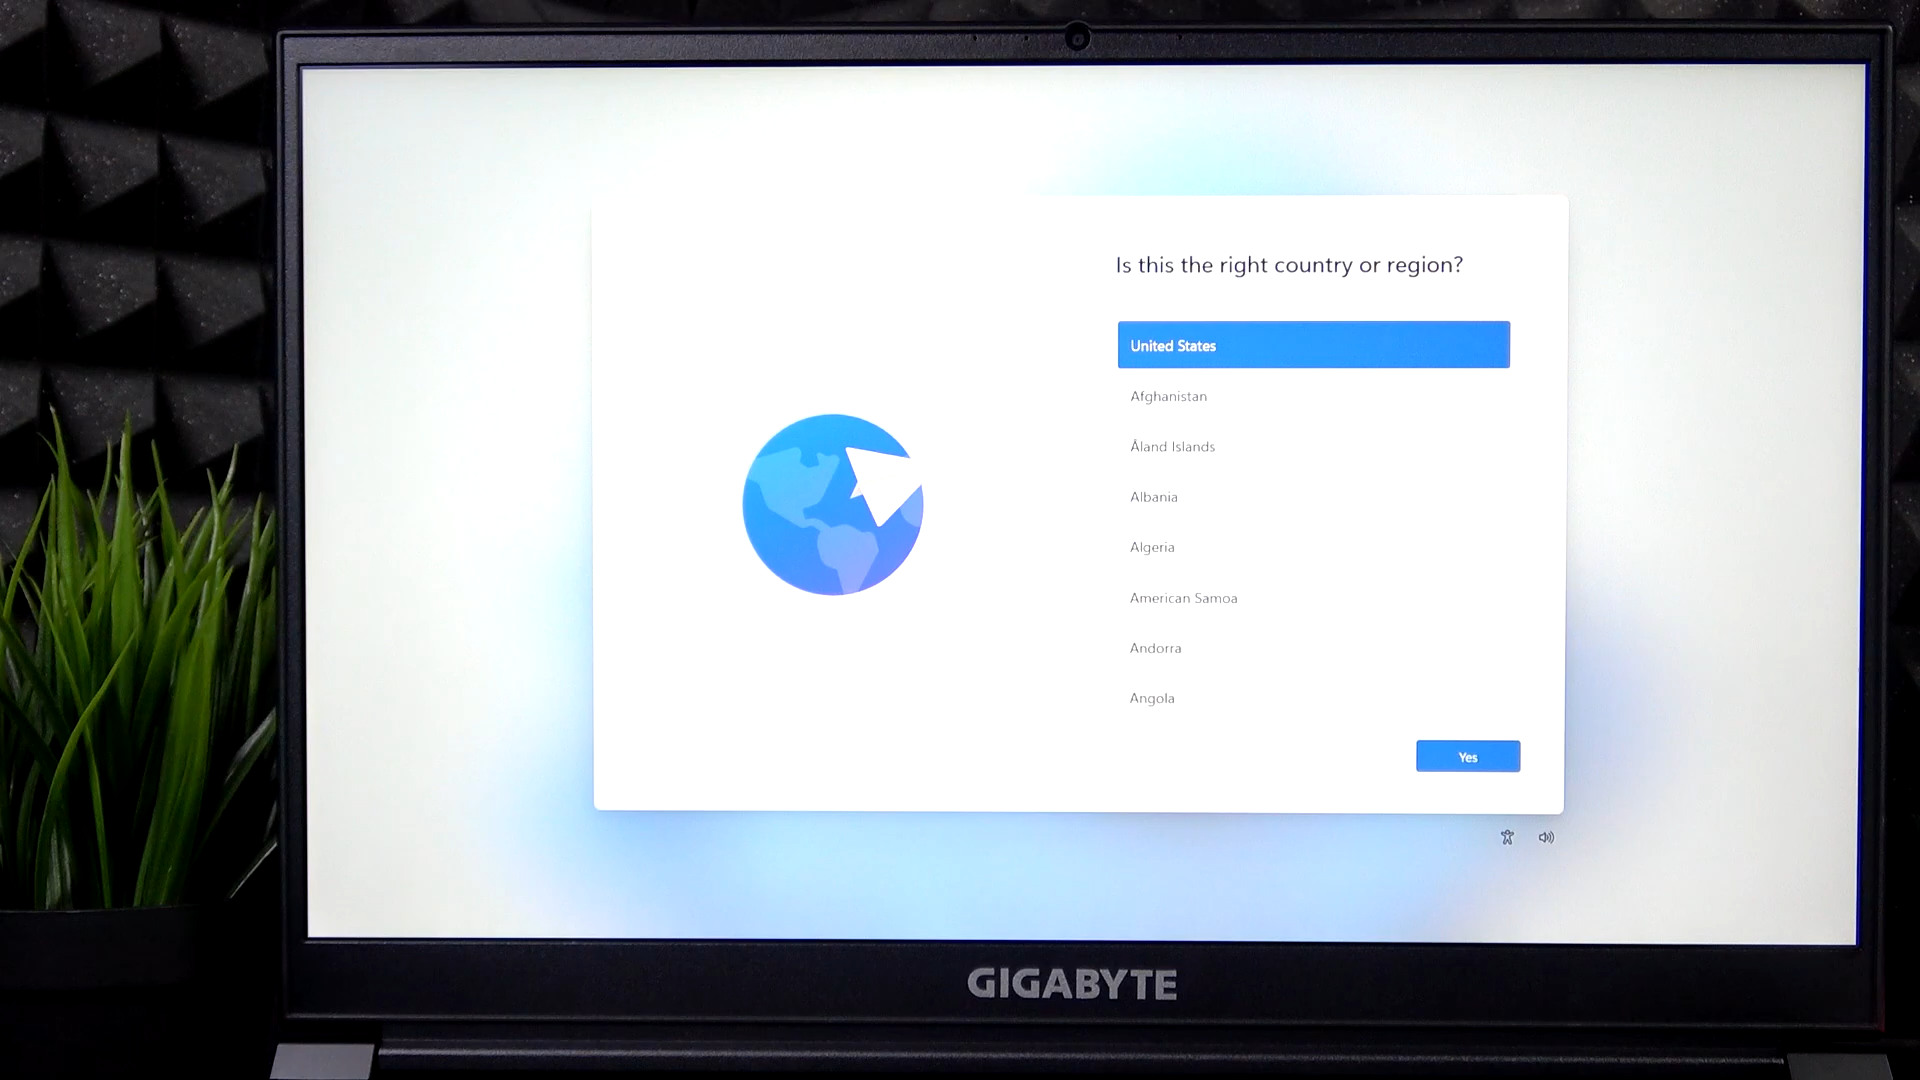 Is this the right country or region?
United States
Afghanistan
Åland Islands
Albania
Algeria
American Samoa
Andorra
Angola
Yes
GIGABYTE